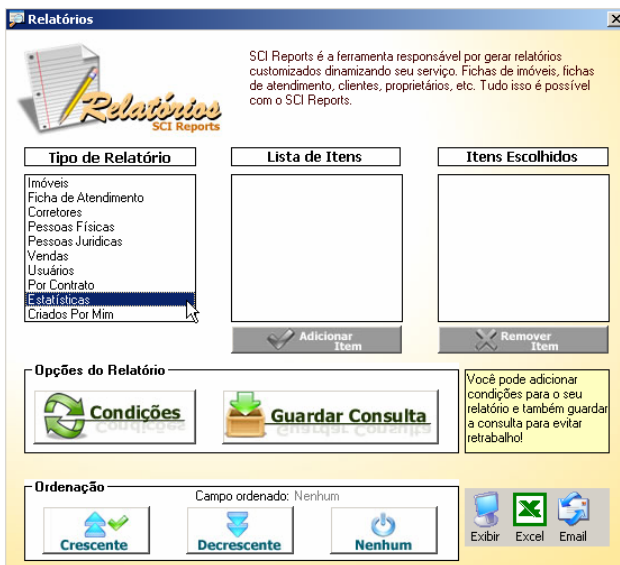 Relatórios
SCI Reports é a ferramenta responsável por gerar relatórios
customizados dinamizando seu serviço. Fichas de imóveis, fichas
de atendimento, clientes, proprietários, etc. Tudo isso é possível
com o SCI Reports.
Relatórios
SCI Reports
Tipo de Relatório
Lista de Itens
Itens Escolhidos
Imóveis
Ficha de Atendimento
Corretores
Pessoas Físicas
Pessoas Juridicas
Vendas
Usuários
Por Contrato
Estatísticas
Criados Por Mim
Adicionar
Item
Remover
Item
Opções do Relatório
Condições
Guardar Consulta
Você pode adicionar
condições para o seu
relatório e também guardar
a consulta para evitar
retrabalho!
Ordenação
Campo ordenado: Nenhum
Crescente
Decrescente
Nenhum
Exibir
Excel
Email